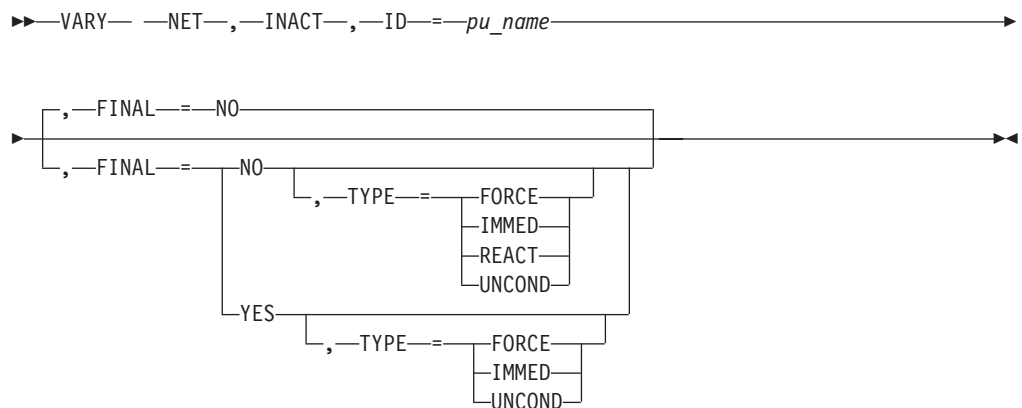 VARY NET , INACT , ID = pu_name
, FINAL = NO
, FINAL = NO
, TYPE = FORCE
IMMED
REACT
UNCOND
YES
, TYPE = FORCE
IMMED
UNCOND